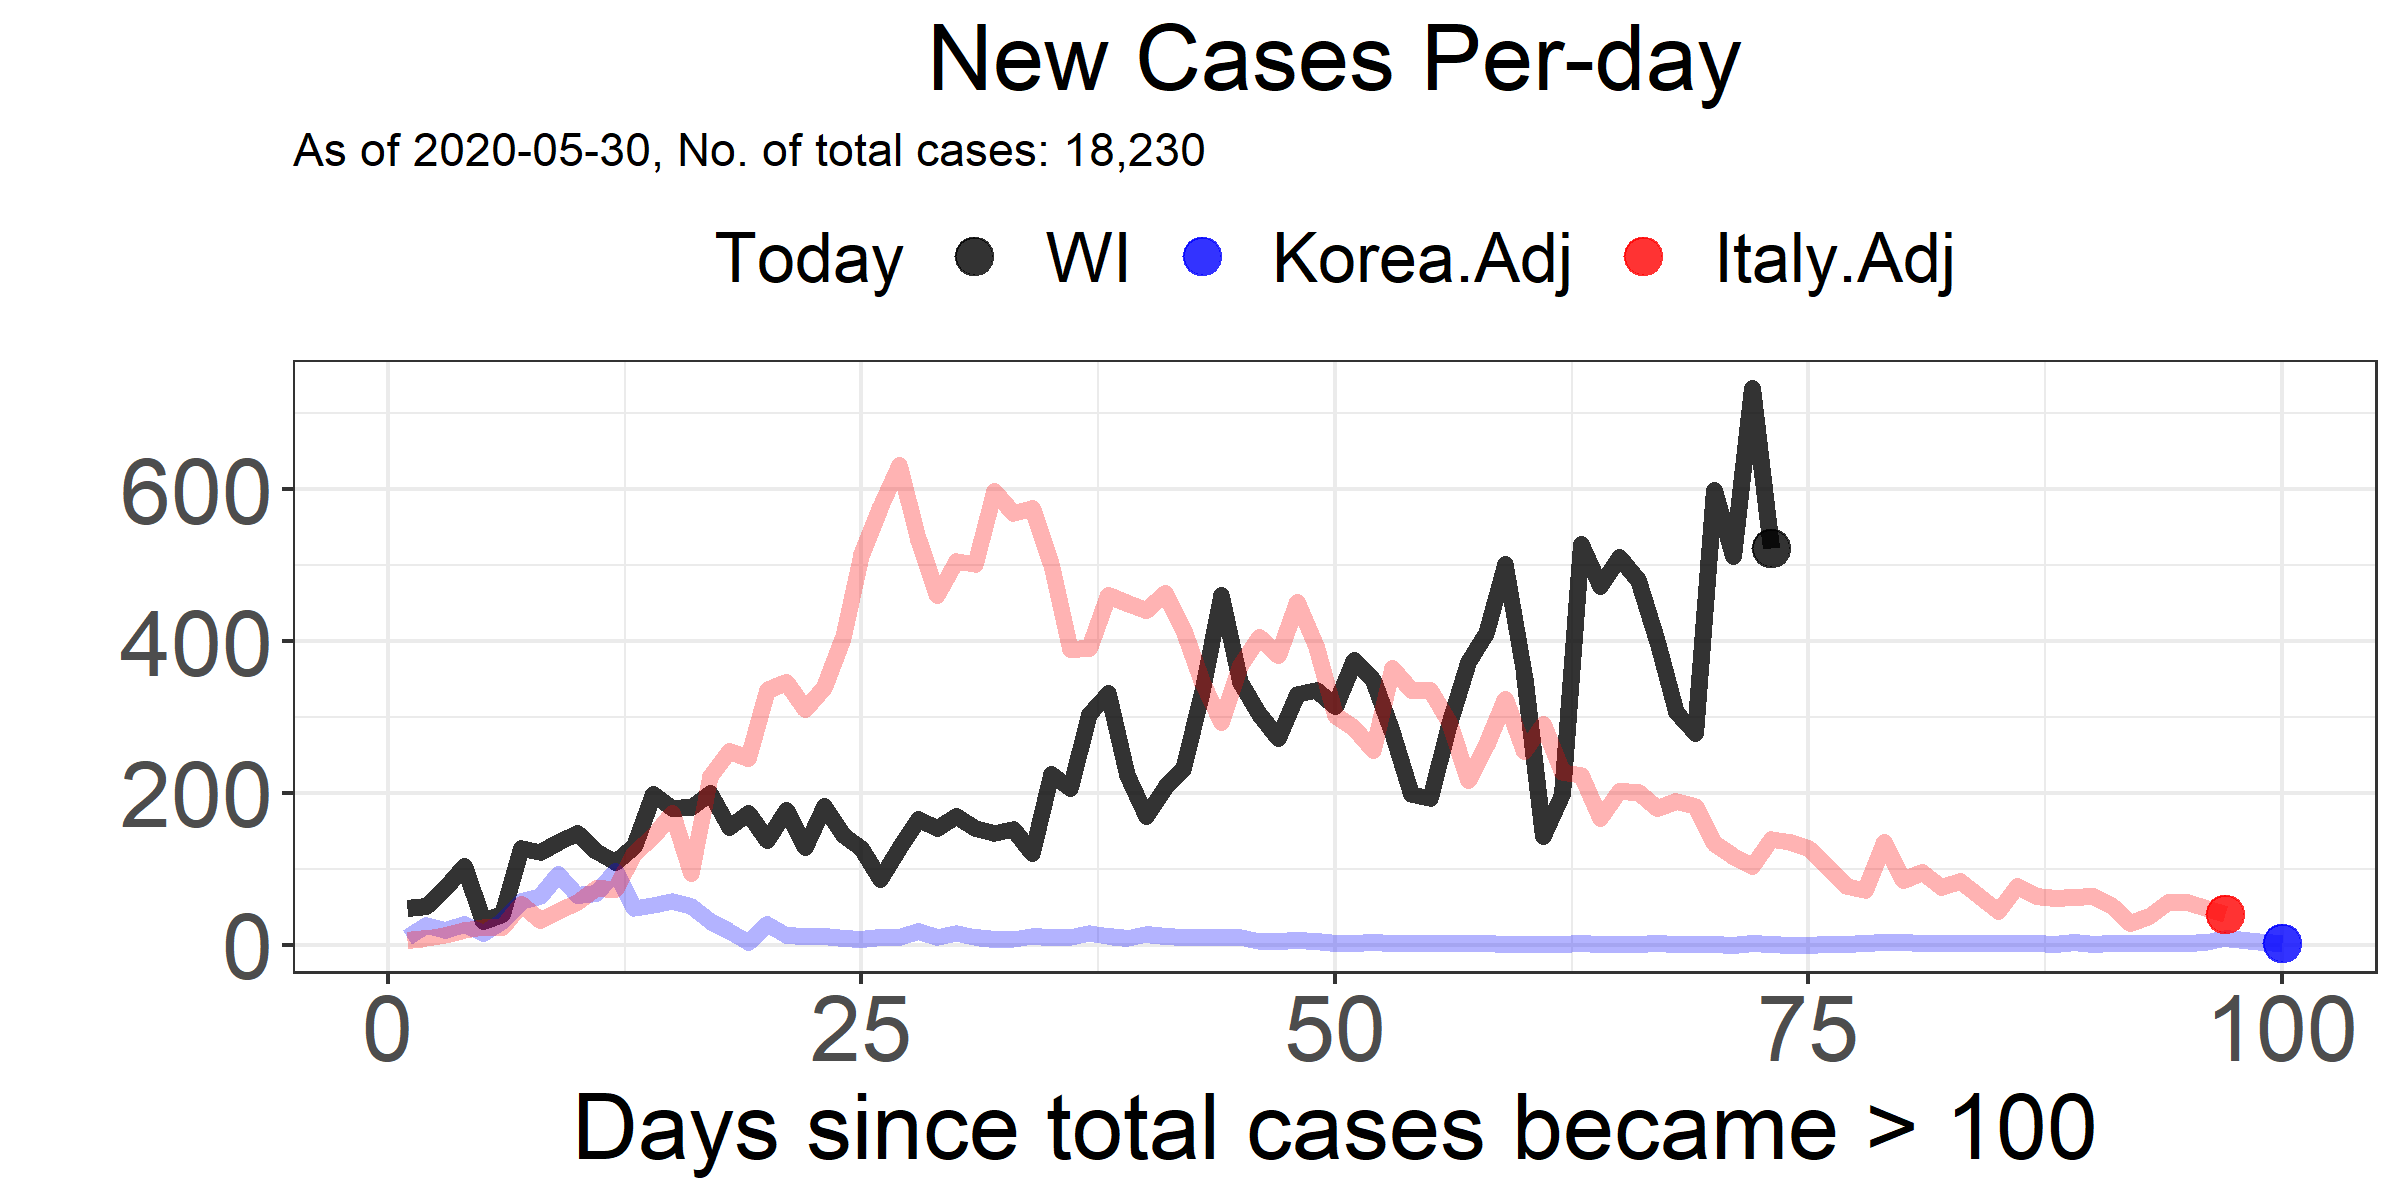 New Cases Per-day
As of 2020-05-30, No. of total cases: 18,230
Today WI Korea.Adj Italy.Adj
600
400
200
0
0 25 50 75 100
Days since total cases became > 100